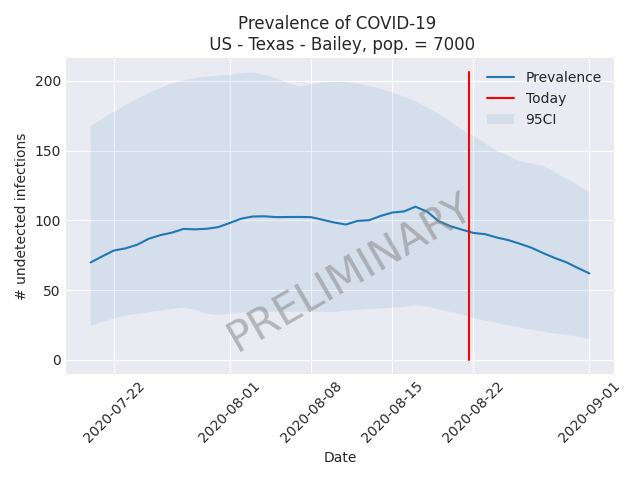 Prevalence of COVID-19
US - Texas - Bailey, pop. = 7000
# undetected infections
200
150
100
50
0
Prevalence
Today
95CI
PRELIMINARY
2020-07-22
2020-08-01
2020-08-08
2020-08-15
2020-08-22
2020-09-01
Date